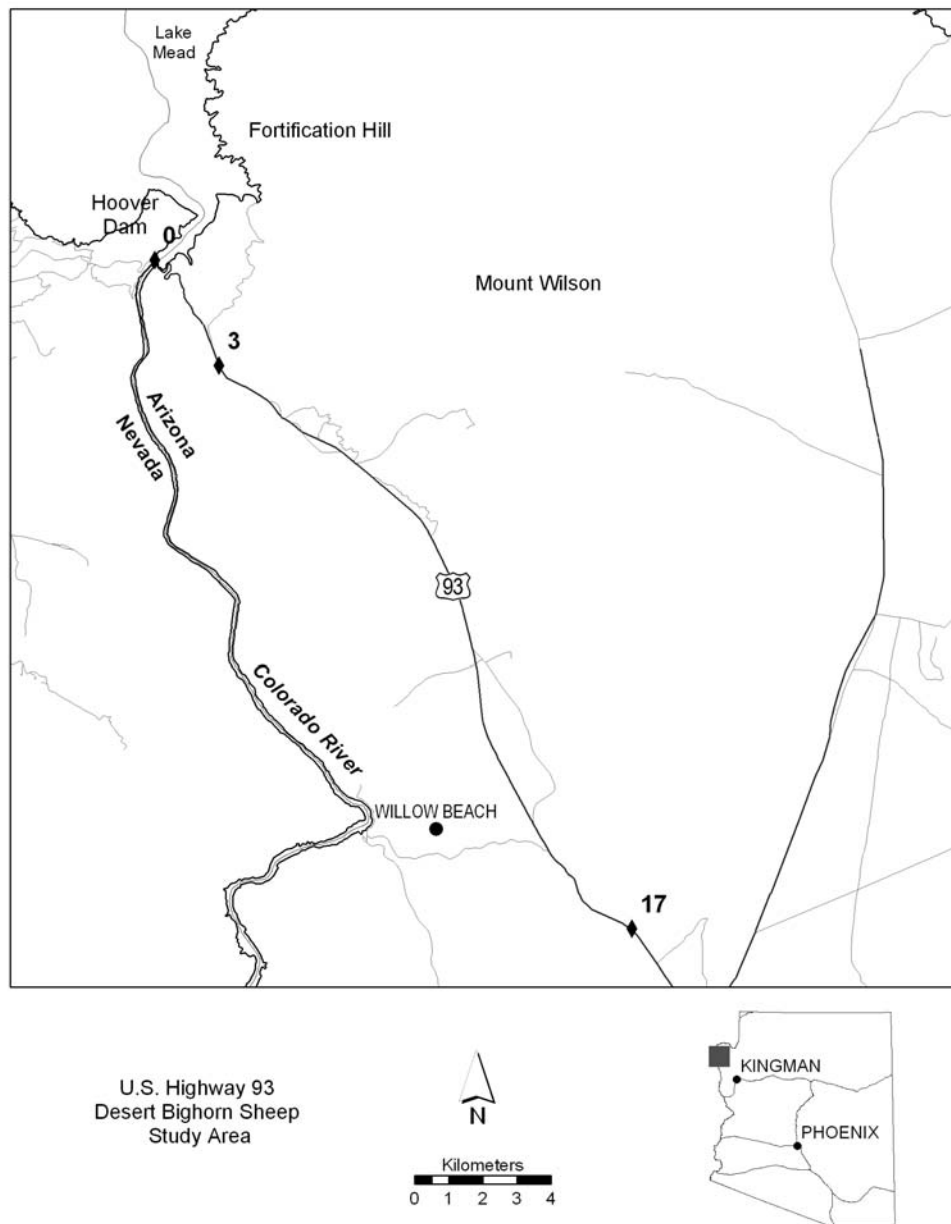 Lake
Mead
Fortification Hill
Hoover
Dam
0
Mount Wilson
3
Arizona
Nevada
93
Colorado River
WILLOW BEACH
17
U.S. Highway 93
Desert Bighorn Sheep
Study Area
N
Kilometers
0 1 2 3 4
KINGMAN
PHOENIX